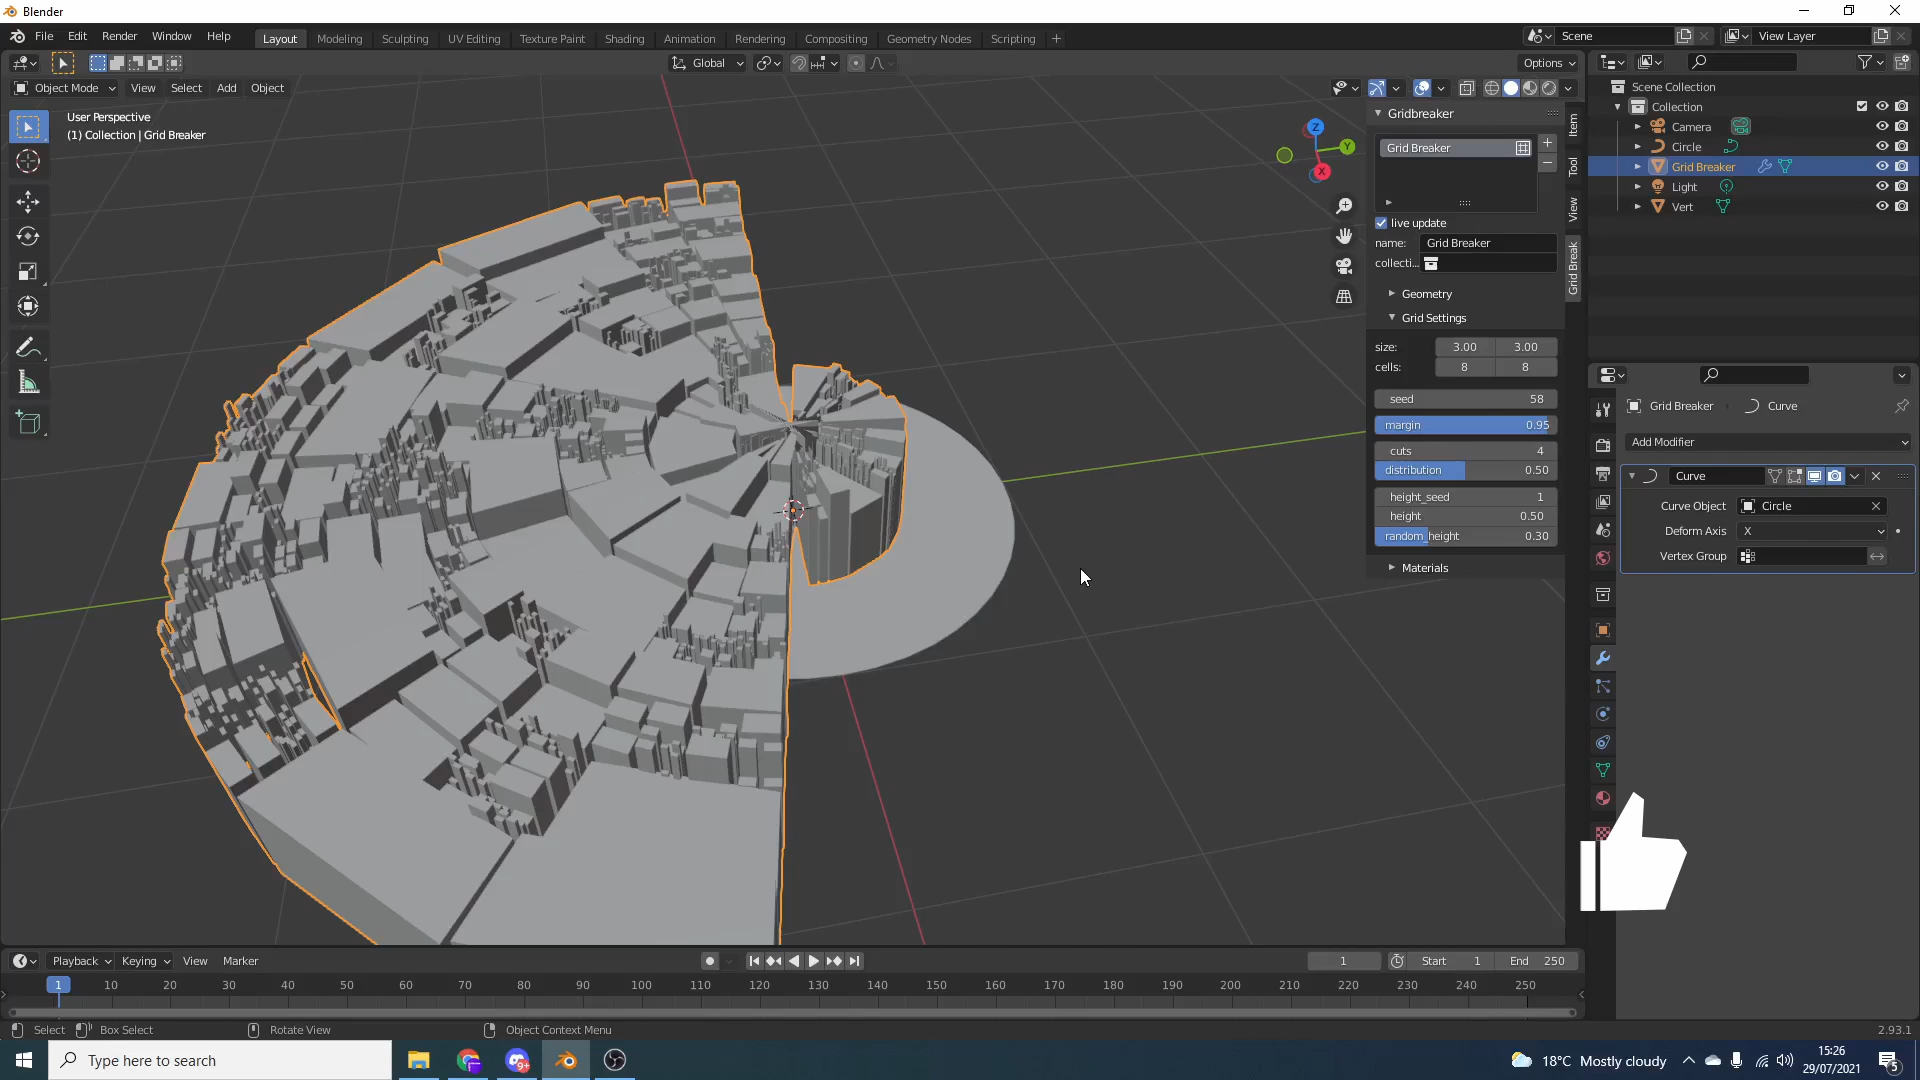 Blender
File Edit Render Window Help
Layout Modeling Sculpting UV Editing Texture Paint Shading Animation Rendering Compositing Geometry Nodes Scripting +
Scene
View Layer
Global
Options
Object Mode View Select Add Object
User Perspective
(1) Collection | Grid Breaker
Z
Y
X
Gridbreaker
Grid Breaker
live update
name: Grid Breaker
collecti...
Geometry
Grid Settings
size: 3.00 3.00
cells: 8 8
seed 58
margin 0.95
cuts 4
distribution 0.50
height_seed 1
height 0.50
random_height 0.30
Materials
Item
Tool
View
Grid Break
Scene Collection
Collection
Camera
Circle
Grid Breaker
Light
Vert
Grid Breaker Curve
Add Modifier
Curve
Curve Object Circle
Deform Axis X
Vertex Group
Playback Keying View Marker
1 Start 1 End 250
1 10 20 30 40 50 60 70 80 90 100 110 120 130 140 150 160 170 180 190 200 210 220 230 240 250
Select Box Select Rotate View Object Context Menu 2.93.1
Type here to search
18°C Mostly cloudy
15:26
29/07/2021
5